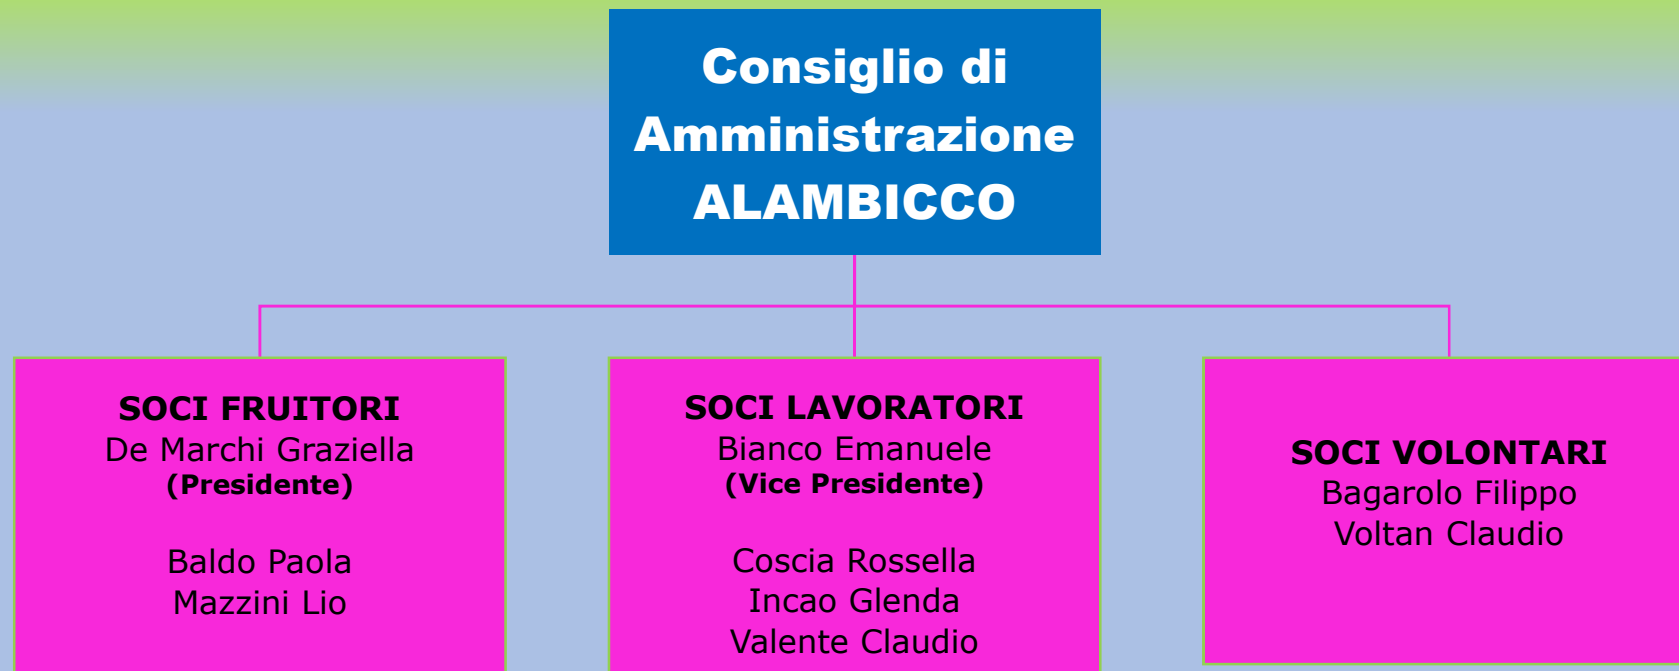 Consiglio di
Amministrazione
ALAMBICCO
SOCI FRUITORI
De Marchi Graziella
(Presidente)
Baldo Paola
Mazzini Lio
SOCI LAVORATORI
Bianco Emanuele
(Vice Presidente)
Coscia Rossella
Incao Glenda
Valente Claudio
SOCI VOLONTARI
Bagarolo Filippo
Voltan Claudio